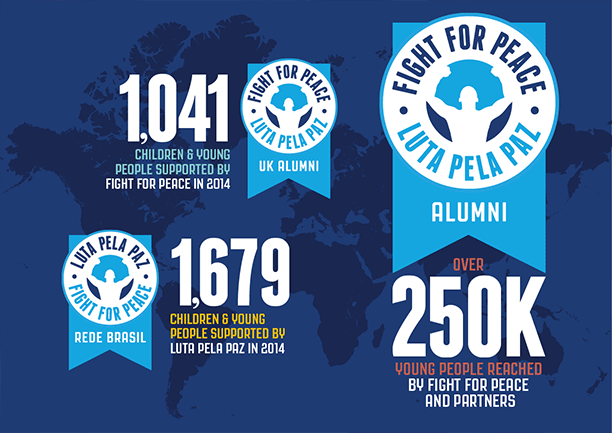 1,041
CHILDREN & YOUNG
PEOPLE SUPPORTED BY
FIGHT FOR PEACE IN 2014
FIGHT FOR PEACE
LUTA PELA PAZ
UK ALUMNI
FIGHT FOR PEACE
LUTA PELA PAZ
ALUMNI
LUTA PELA PAZ
FIGHT FOR PEACE
REDE BRASIL
1,679
CHILDREN & YOUNG
PEOPLE SUPPORTED BY
LUTA PELA PAZ IN 2014
OVER
250K
YOUNG PEOPLE REACHED
BY FIGHT FOR PEACE
AND PARTNERS